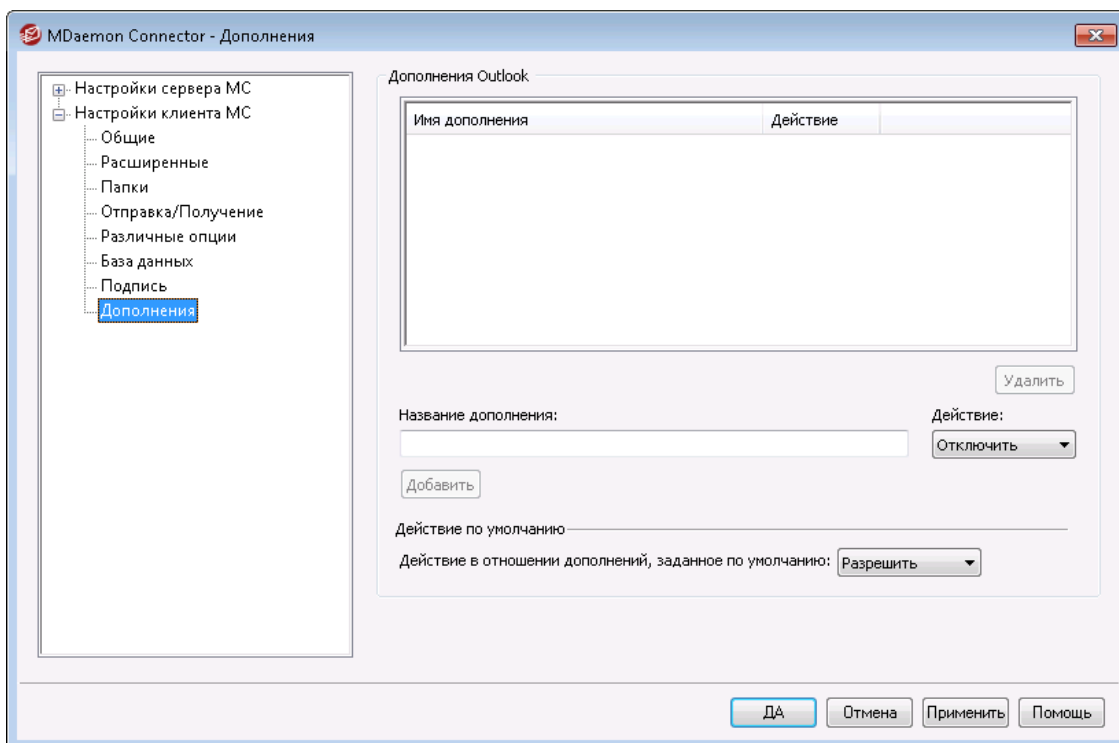 MDaemon Connector - Дополнения
Настройки сервера MC
Настройки клиента MC
Общие
Расширенные
Папки
Отправка/Получение
Различные опции
База данных
Подпись
Дополнения
Дополнения Outlook
Имя дополнения Действие
Удалить
Название дополнения: Действие:
Отключить
Добавить
Действие по умолчанию
Действие в отношении дополнений, заданное по умолчанию: Разрешить
ДА Отмена Применить Помощь